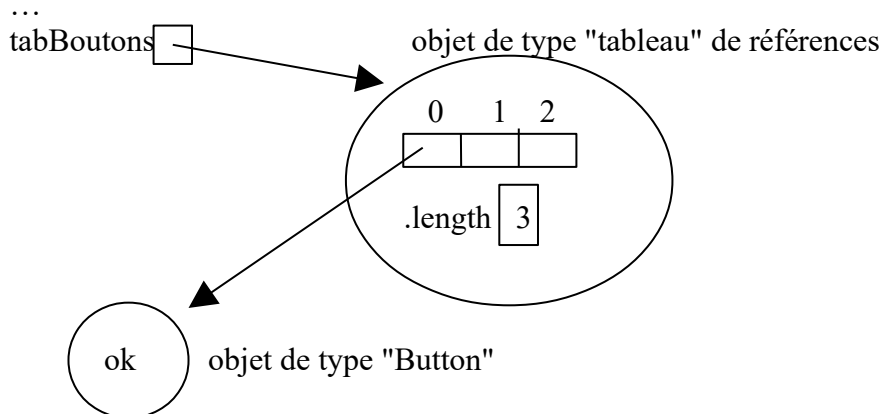 …
tabBoutons objet de type "tableau" de références
0 1 2
.length 3
ok objet de type "Button"